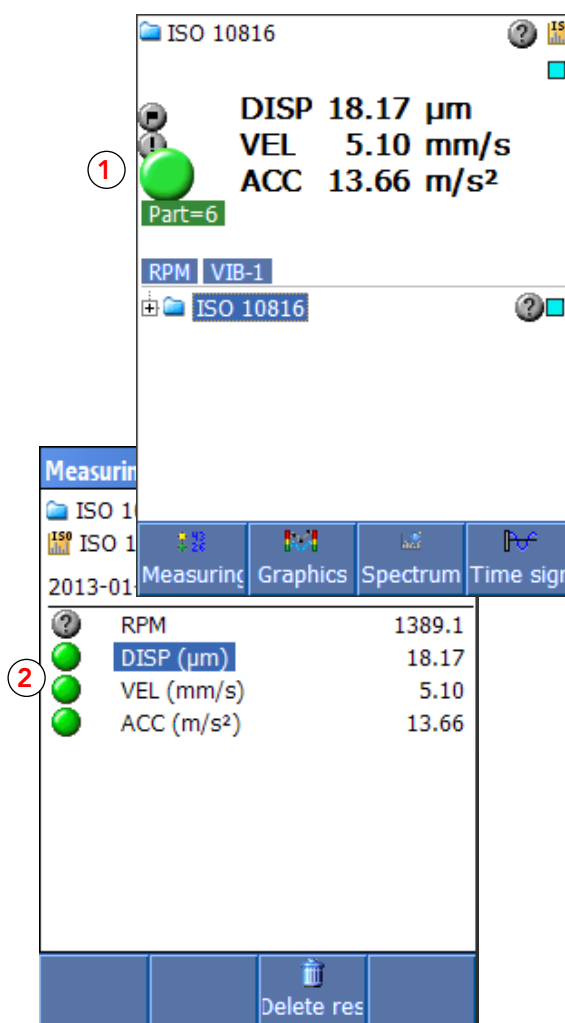 ISO 10816
DISP 18.17 µm
VEL 5.10 mm/s
ACC 13.66 m/s²
1
Part=6
RPM VIB-1
ISO 10816
Measuring Graphics Spectrum Time sign
Measurin
ISO 1
ISO 1
2013-01-
RPM 1389.1
DISP (µm) 18.17
2
VEL (mm/s) 5.10
ACC (m/s²) 13.66
Delete res